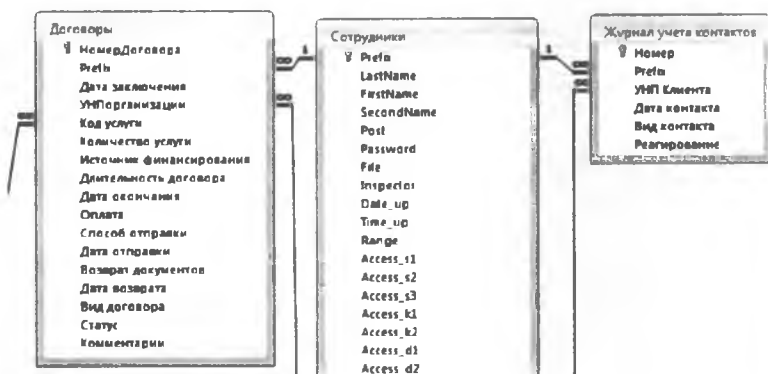 Договоры
НомерДоговора
Prefix
Дата заключения
УНПорганизации
Код услуги
Количество услуги
Источник финансирования
Длительность договора
Дата окончания
Оплата
Способ отправки
Дата отправки
Возврат документов
Дата возврата
Вид договора
Статус
Комментарии
Сотрудники
Prefix
LastName
FirstName
SecondName
Post
Password
File
Inspector
Date_up
Time_up
Range
Access_s1
Access_s2
Access_s3
Access_k1
Access_k2
Access_d1
Access_d2
Журнал учета контактов
Номер
Prefix
УНП Клиента
Дата контакта
Вид контакта
Реагирование
∞
1
∞
∞
1
∞
∞